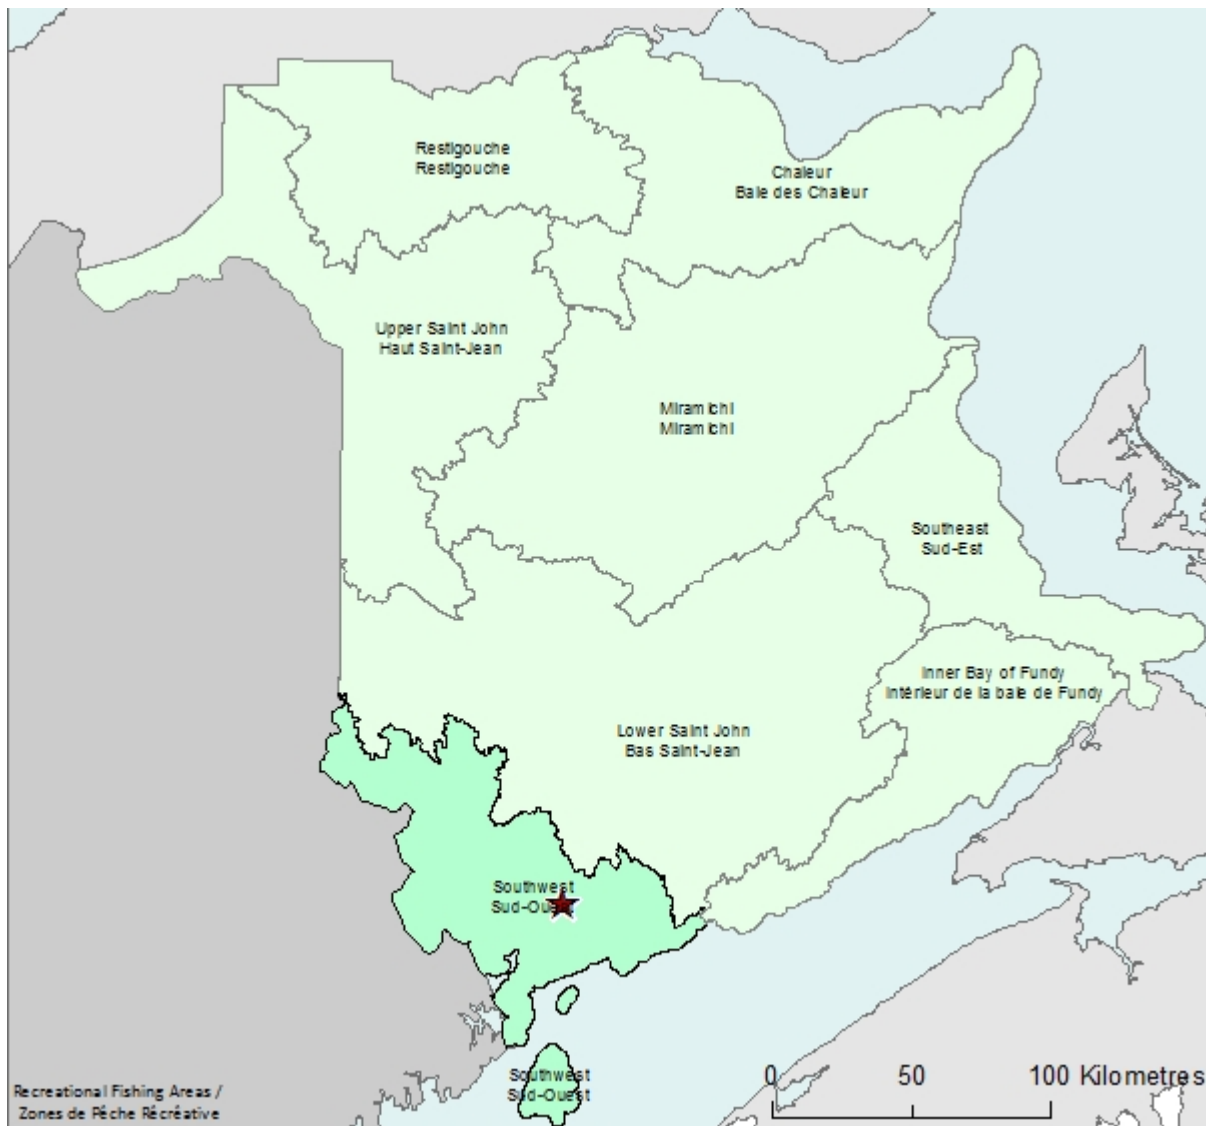 Restigouche
Restigouche
Chaleur
Baie des Chaleur
Upper Saint John
Haut Saint-Jean
Miramichi
Miramichi
Southeast
Sud-Est
Inner Bay of Fundy
Intérieur de la baie de Fundy
Lower Saint John
Bas Saint-Jean
Southwest
Sud-Ouest
Southwest
Sud-Ouest
0 50 100 Kilometres
Recreational Fishing Areas /
Zones de Pêche Récréative